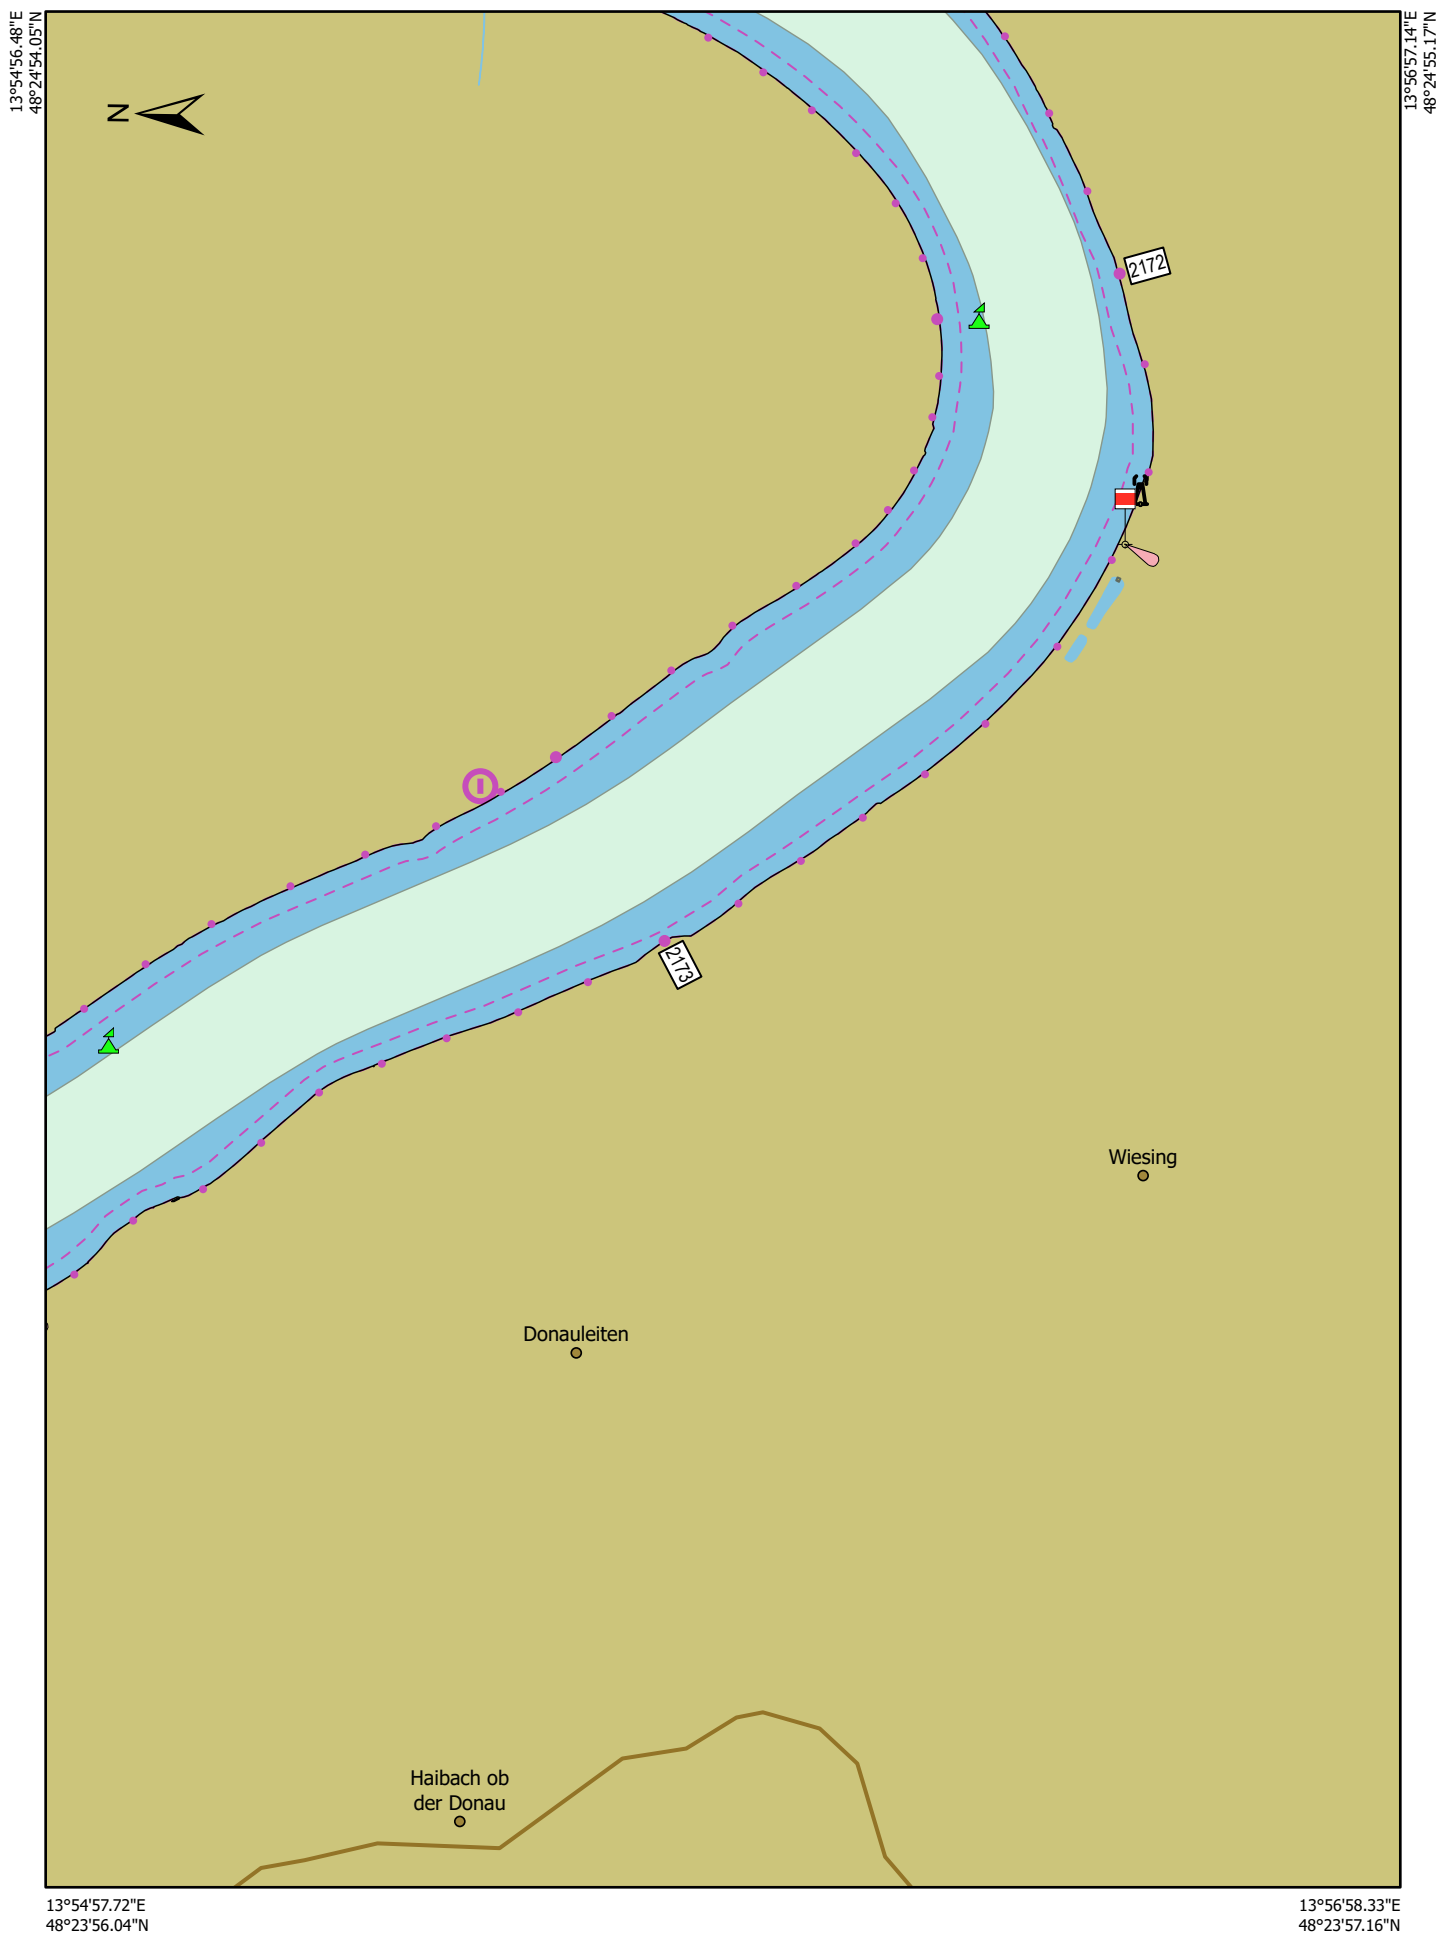 13°54'56.48"E
48°24'54.05"N
13°56'57.14"E
48°24'55.17"N
N
2172
2173
Wiesing
Donauleiten
Haibach ob
der Donau
13°54'57.72"E
48°23'56.04"N
13°56'58.33"E
48°23'57.16"N